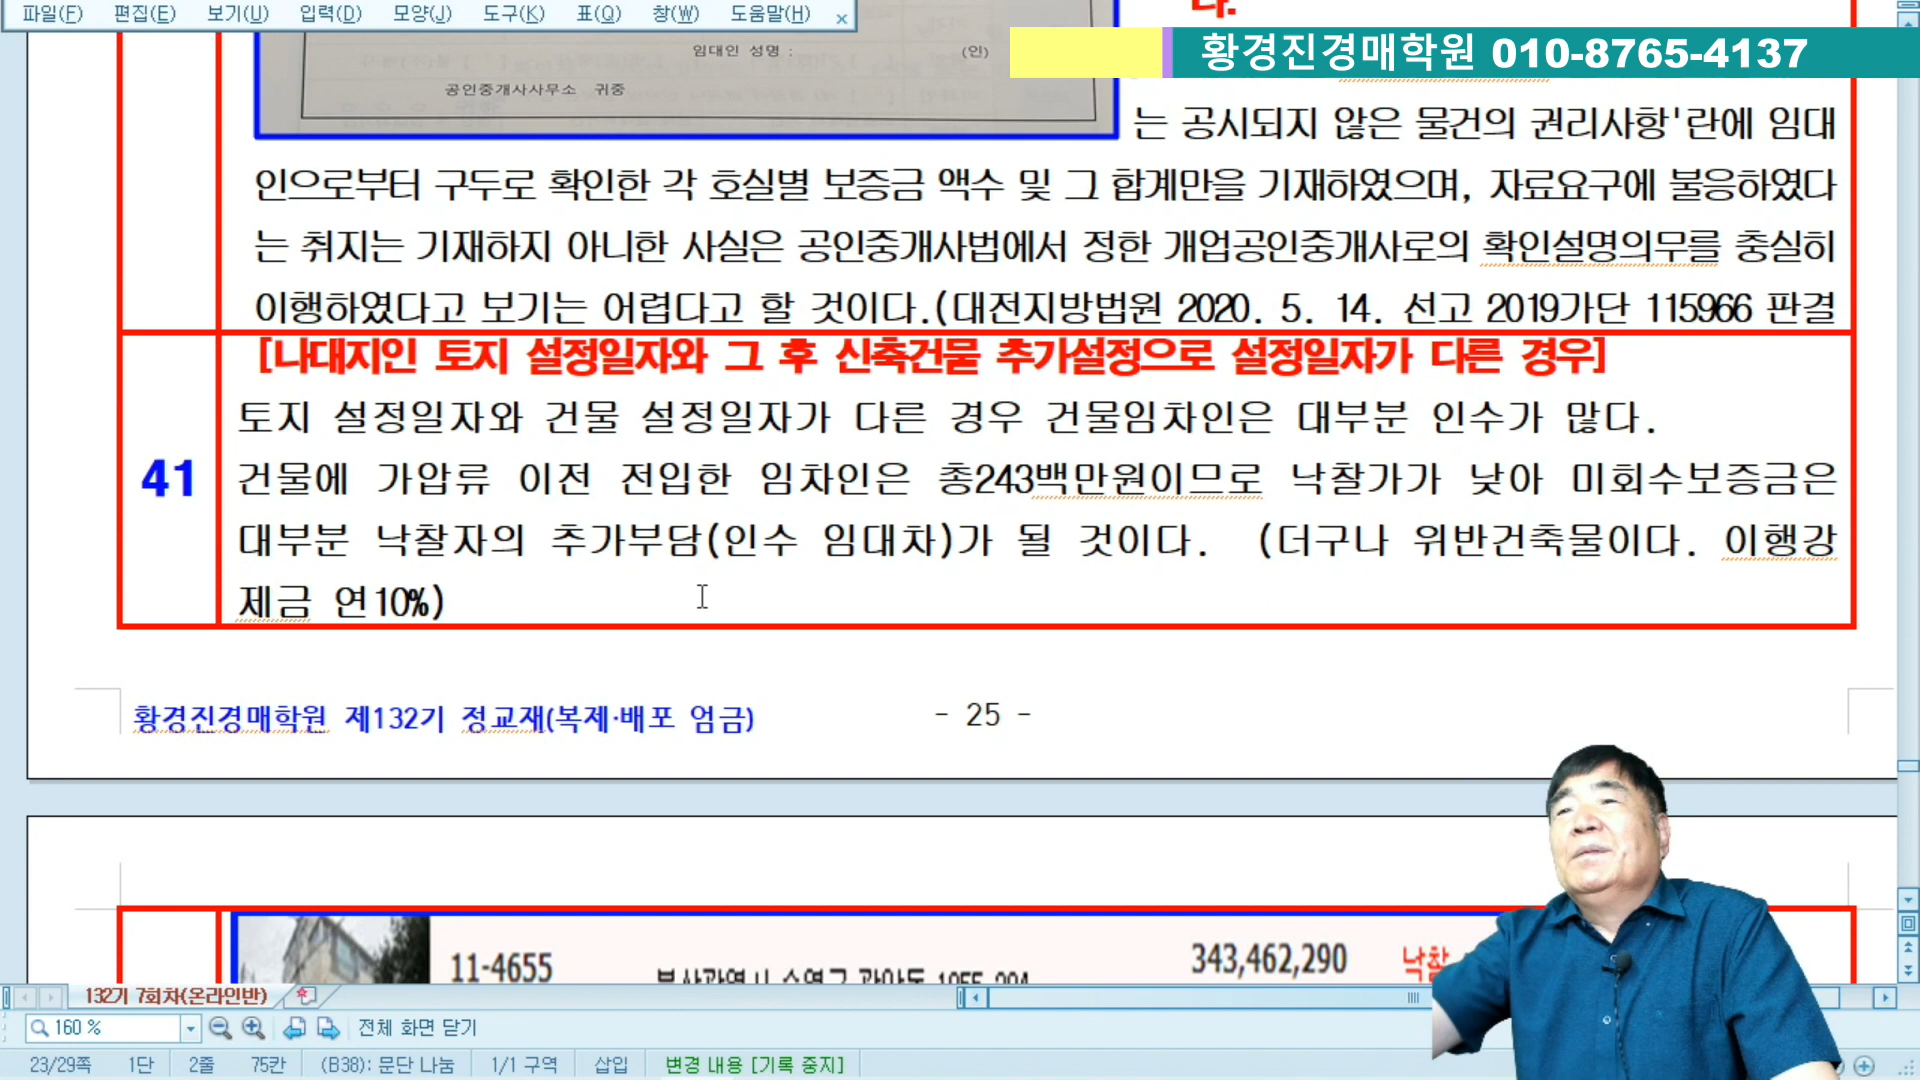 파일(F) 편집(E) 보기(U) 입력(R) 모양(J) 도구(K) 표(Q) 창(W) 도움말(H)
다.
황경진경매학원 010-8765-4137
임대인 성명 : (인)
공인중개사사무소 귀중
는 공시되지 않은 물건의 권리사항'란에 임대
인으로부터 구두로 확인한 각 호실별 보증금 액수 및 그 합계만을 기재하였으며, 자료요구에 불응하였다
는 취지는 기재하지 아니한 사실은 공인중개사법에서 정한 개업공인중개사로의 확인설명의무를 충실히
이행하였다고 보기는 어렵다고 할 것이다.(대전지방법원 2020. 5. 14. 선고 2019가단 115966 판결
[나대지인 토지 설정일자와 그 후 신축건물 추가설정으로 설정일자가 다른 경우]
토지 설정일자와 건물 설정일자가 다른 경우 건물임차인은 대부분 인수가 많다.
41
건물에 가압류 이전 전입한 임차인은 총243백만원이므로 낙찰가가 낮아 미회수보증금은
대부분 낙찰자의 추가부담(인수 임대차)가 될 것이다. (더구나 위반건축물이다. 이행강
제금 연10%)
황경진경매학원 제132기 정교재(복제·배포 엄금) - 25 -
11-4655
343,462,290 낙찰
132기 7회차(온라인반)
160 % 전체 화면 닫기
23/29쪽 1단 2줄 75칸 (B38): 문단 나눔 1/1 구역 삽입 변경 내용 [기록 중지]